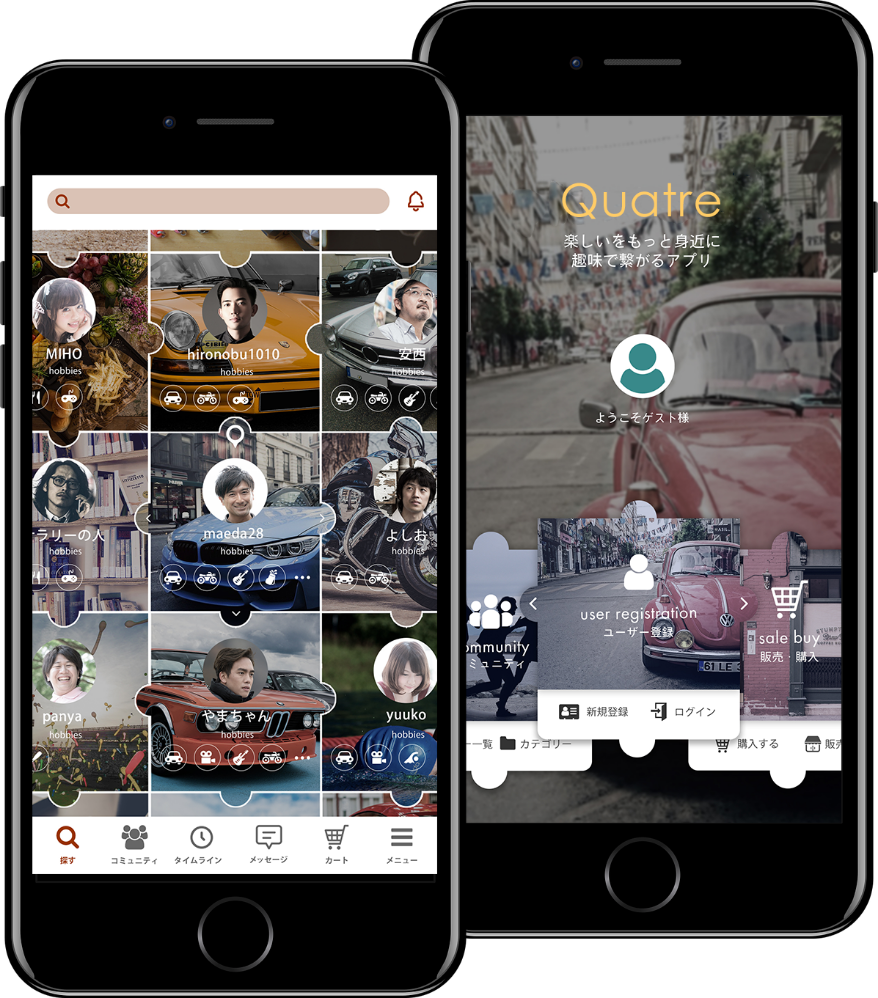 MIHO
hobbies
hironobu1010
hobbies
安西
hobbies
ラリーの人
hobbies
maeda28
hobbies
よしお
hobbies
panya
hobbies
やまちゃん
hobbies
yuuko
hobbies
探す
コミュニティ
タイムライン
メッセージ
カート
メニュー
Quatre
楽しいをもっと身近に
趣味で繋がるアプリ
ようこそゲスト様
ommunity
ミュニティ
user registration
ユーザー登録
sale buy
販売・購入
61 LE
新規登録
ログイン
一覧
カテゴリー
購入する
販売